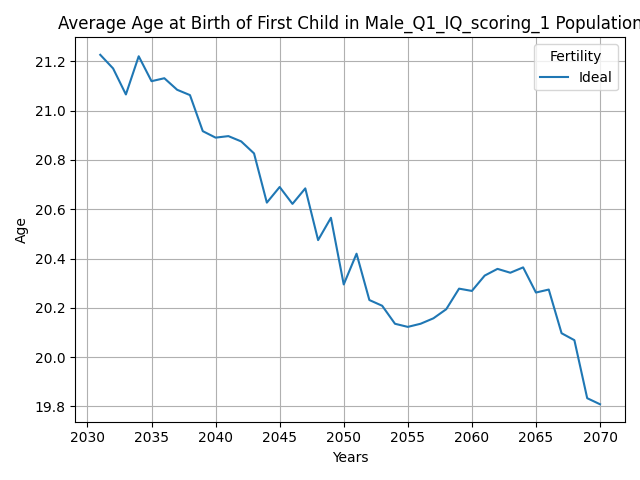 Average Age at Birth of First Child in Male_Q1_IQ_scoring_1 Population
Fertility
Ideal
21.2
21.0
20.8
20.6
20.4
20.2
20.0
19.8
Age
2030 2035 2040 2045 2050 2055 2060 2065 2070
Years